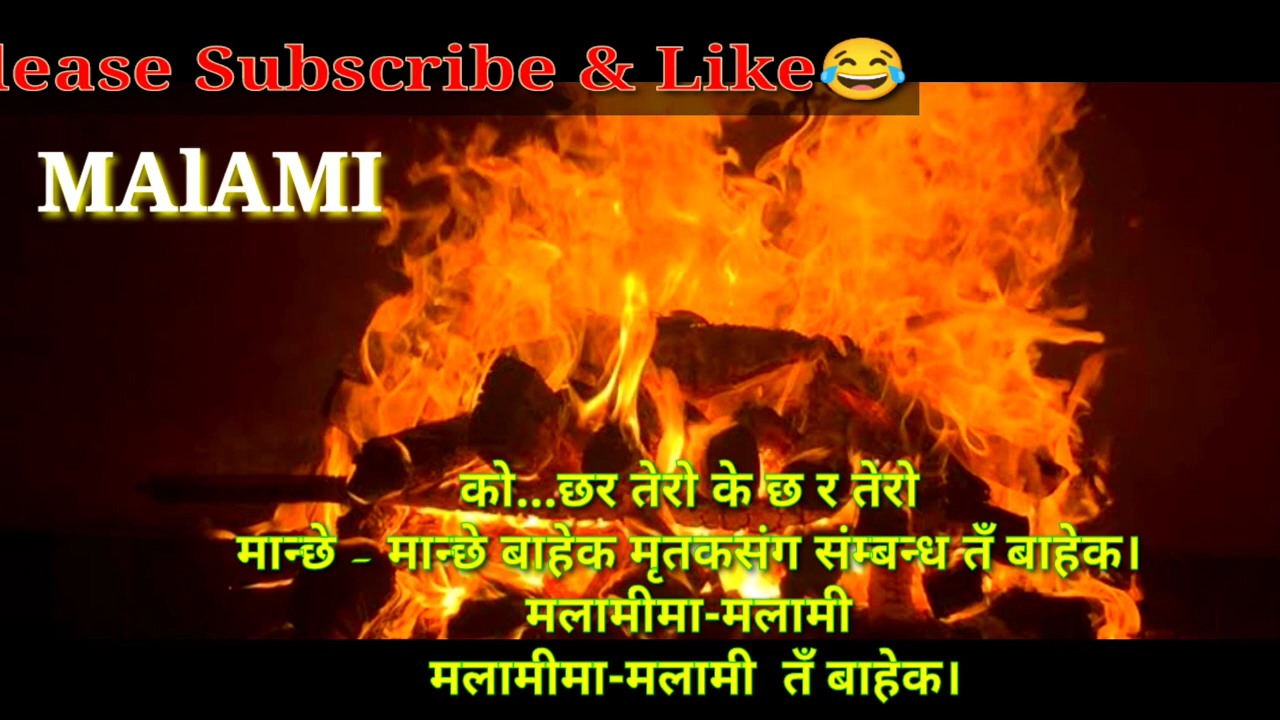 lease Subscribe & Like😂
MAlAMI
को...छर तेरो के छ र तेरो
मान्छे - मान्छे बाहेक मृतकसंग संम्बन्ध तँ बाहेक।
मलामीमा-मलामी
मलामीमा-मलामी तँ बाहेक।